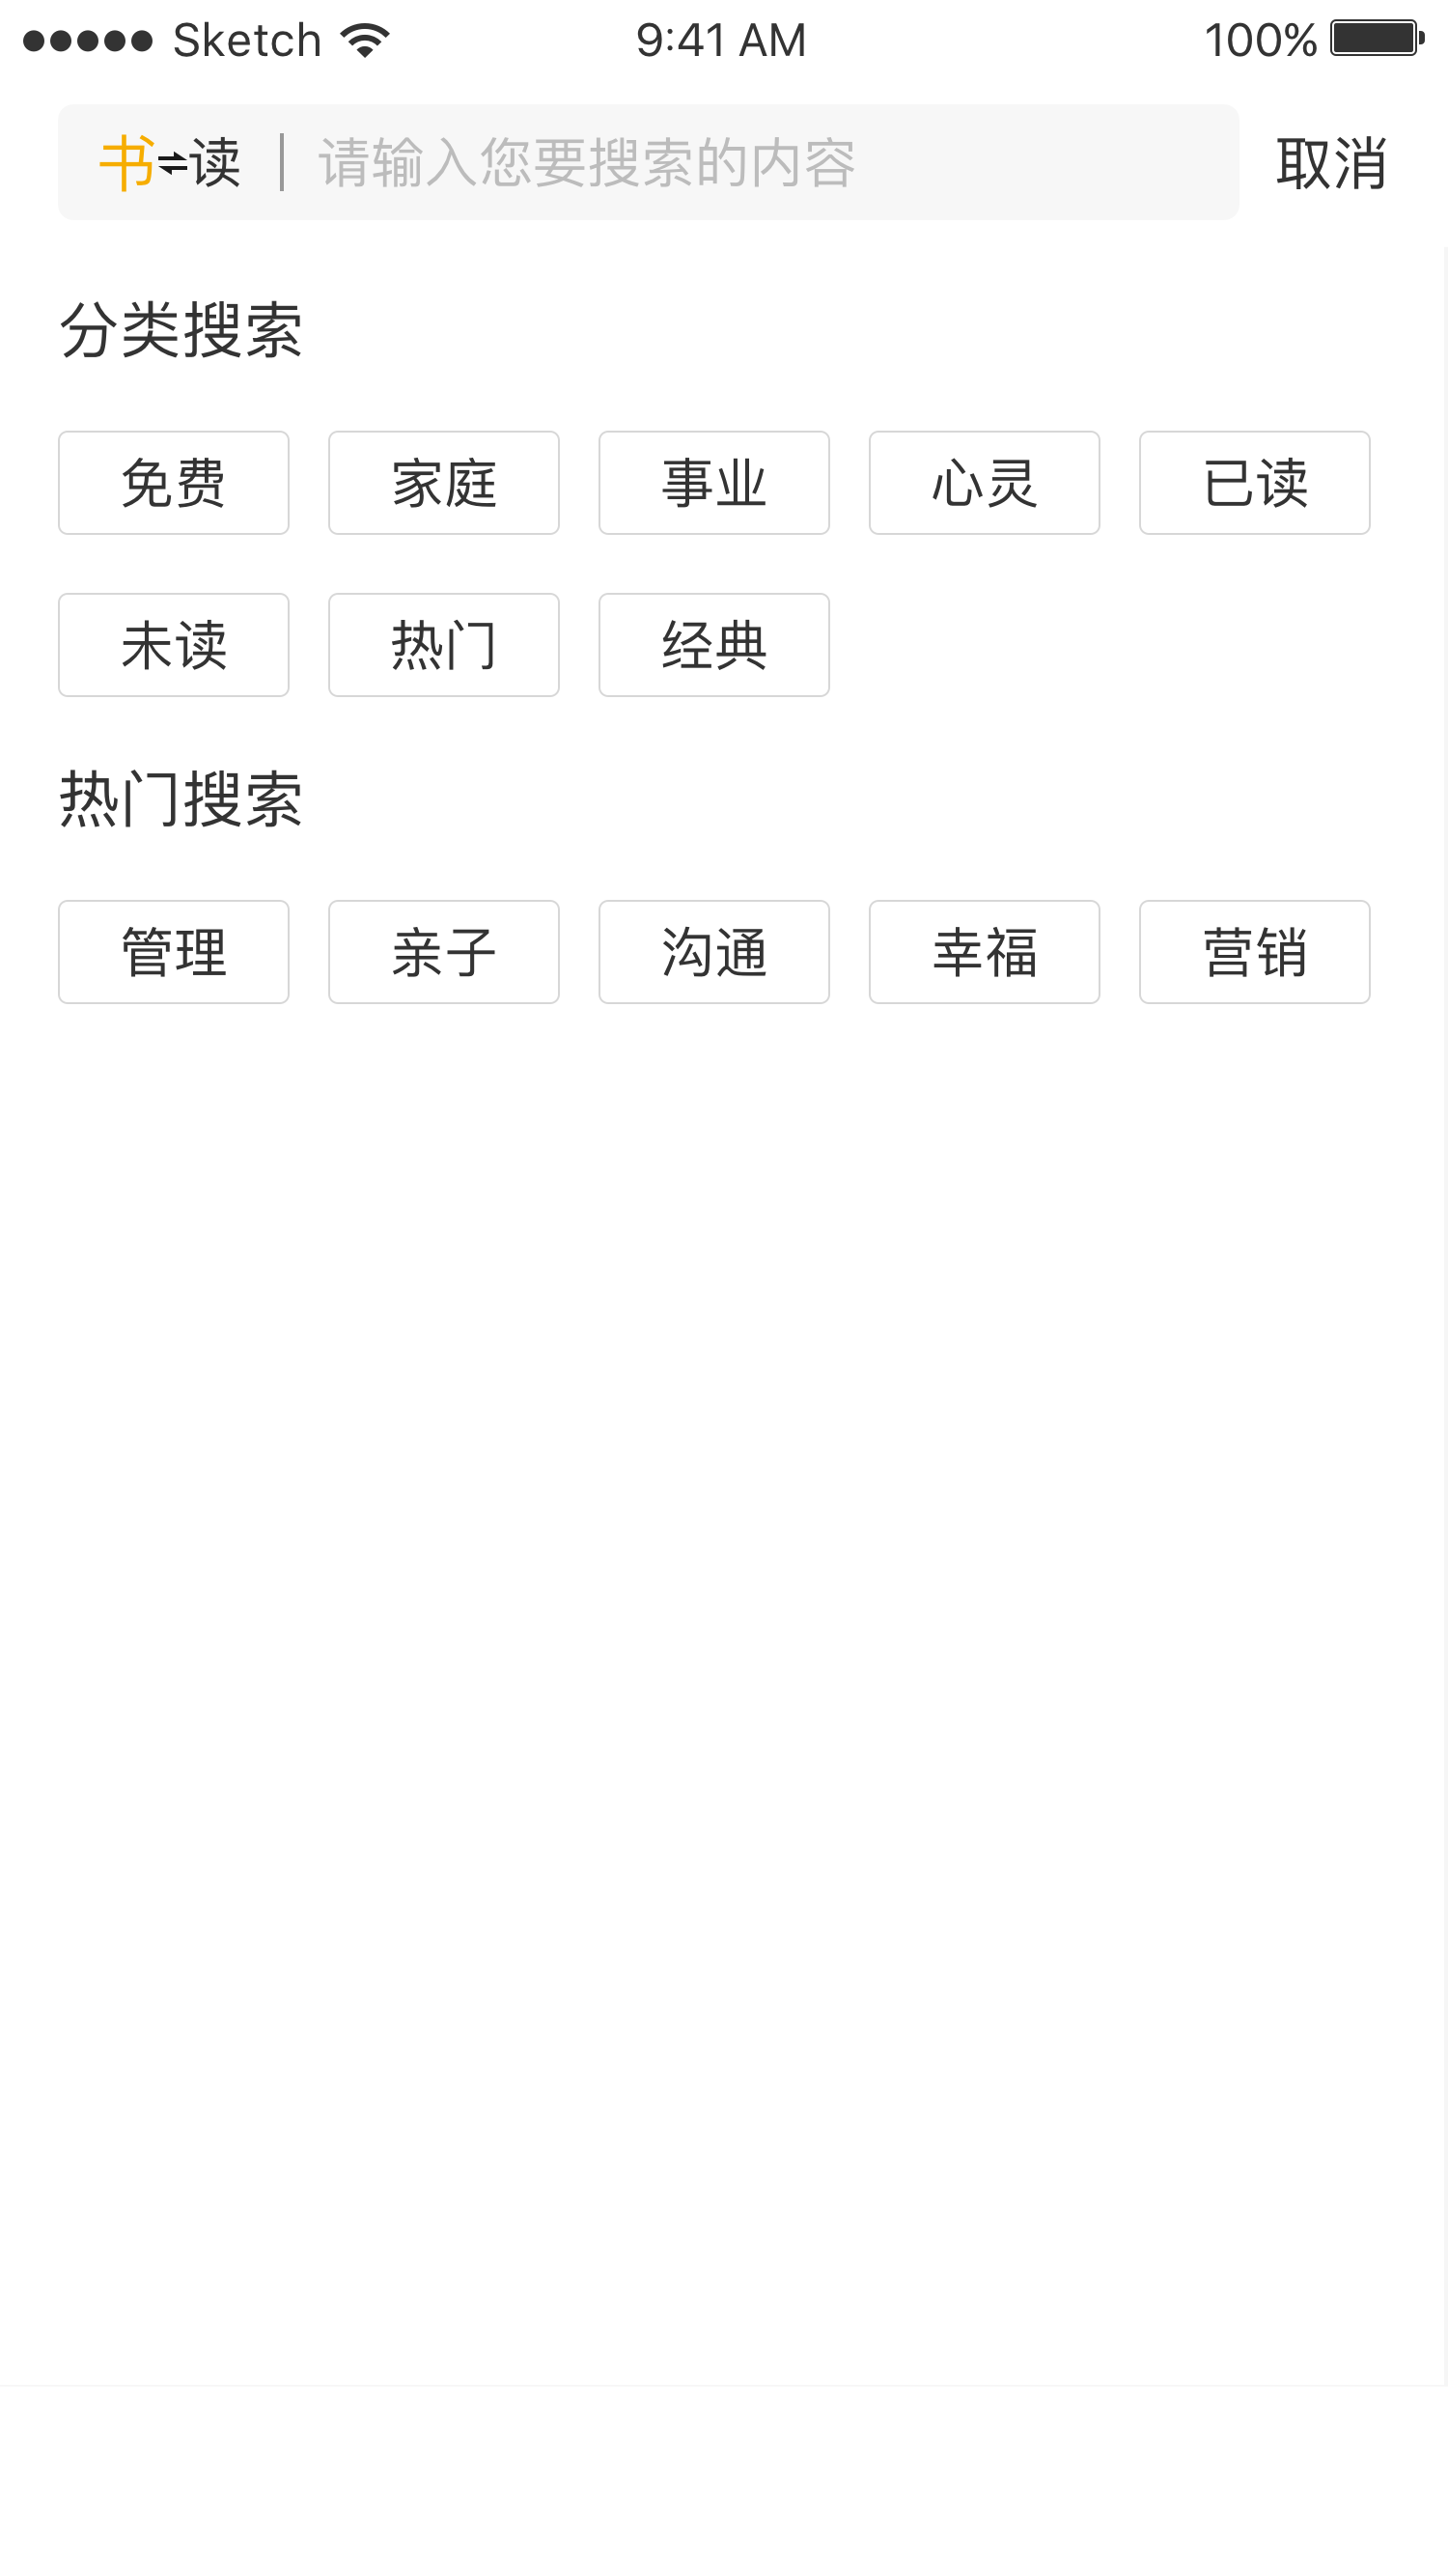 Sketch 9:41 AM 100%
书⇌读 请输入您要搜索的内容 取消
分类搜索
免费 家庭 事业 心灵 已读
未读 热门 经典
热门搜索
管理 亲子 沟通 幸福 营销